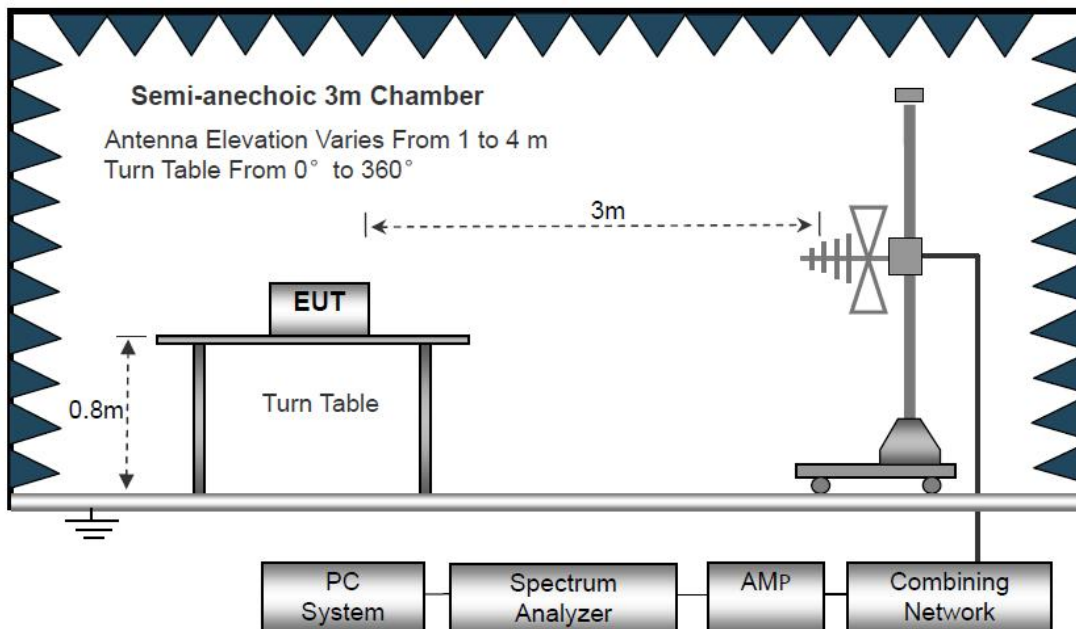 Semi-anechoic 3m Chamber
Antenna Elevation Varies From 1 to 4 m
Turn Table From 0° to 360°
3m
EUT
0.8m
Turn Table
PC
System
Spectrum
Analyzer
AMP
Combining
Network